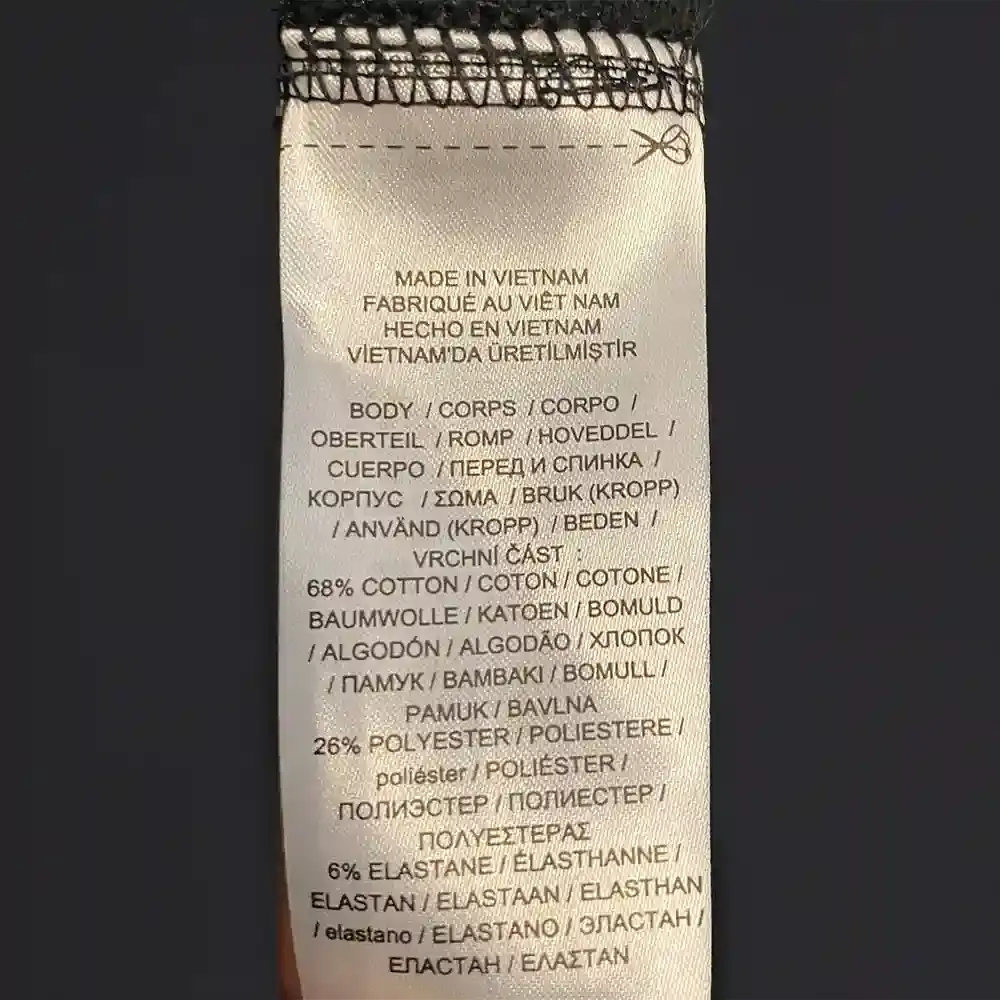 MADE IN VIETNAM
FABRIQUÉ AU VIÊT NAM
HECHO EN VIETNAM
VİETNAM'DA ÜRETİLMİŞTİR
BODY / CORPS / CORPO /
OBERTEIL / ROMP / HOVEDDEL /
CUERPO / ПЕРЕД И СПИНКА /
КОРПУС / ΣΩΜΑ / BRUK (KROPP)
/ ANVÄND (KROPP) / BEDEN /
VRCHNÍ ČÁST :
68% COTTON / COTON / COTONE /
BAUMWOLLE / KATOEN / BOMULD
/ ALGODÓN / ALGODÃO / ХЛОПОК
/ ПАМУК / ΒΑΜΒΑΚΙ / BOMULL /
PAMUK / BAVLNA
26% POLYESTER / POLIESTERE /
poliéster / POLIÉSTER /
ПОЛИЭСТЕР / ПОЛИЕСТЕР /
ΠΟΛΥΕΣΤΕΡΑΣ
6% ELASTANE / ÉLASTHANNE /
ELASTAN / ELASTAAN / ELASTHAN
/ elastano / ELASTANO / ЭЛАСТАН /
ЕПАСТАН / ΕΛΑΣΤΑΝ